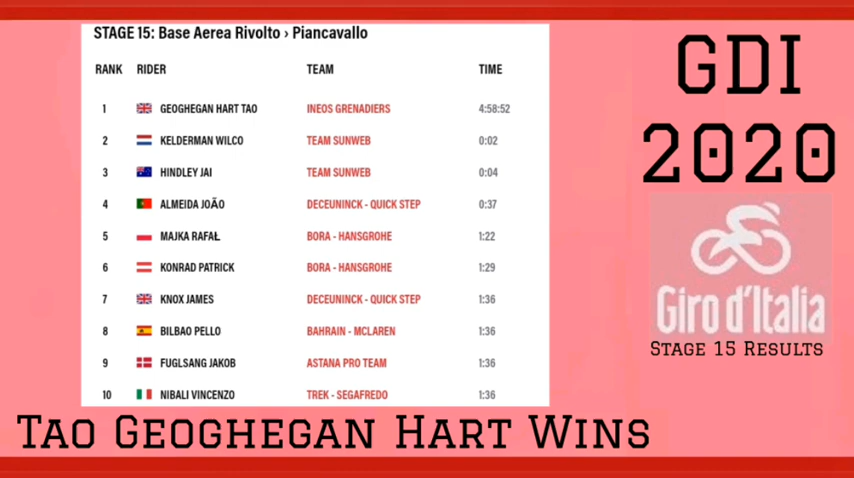 STAGE 15: Base Aerea Rivolto › Piancavallo
RANK RIDER TEAM TIME
1 GEOGHEGAN HART TAO INEOS GRENADIERS 4:58:52
2 KELDERMAN WILCO TEAM SUNWEB 0:02
3 HINDLEY JAI TEAM SUNWEB 0:04
4 ALMEIDA JOÃO DECEUNINCK - QUICK STEP 0:37
5 MAJKA RAFAŁ BORA - HANSGROHE 1:22
6 KONRAD PATRICK BORA - HANSGROHE 1:29
7 KNOX JAMES DECEUNINCK - QUICK STEP 1:36
8 BILBAO PELLO BAHRAIN - MCLAREN 1:36
9 FUGLSANG JAKOB ASTANA PRO TEAM 1:36
10 NIBALI VINCENZO TREK - SEGAFREDO 1:36
GDI
2020
Giro d'Italia
Stage 15 Results
Tao Geoghegan Hart Wins